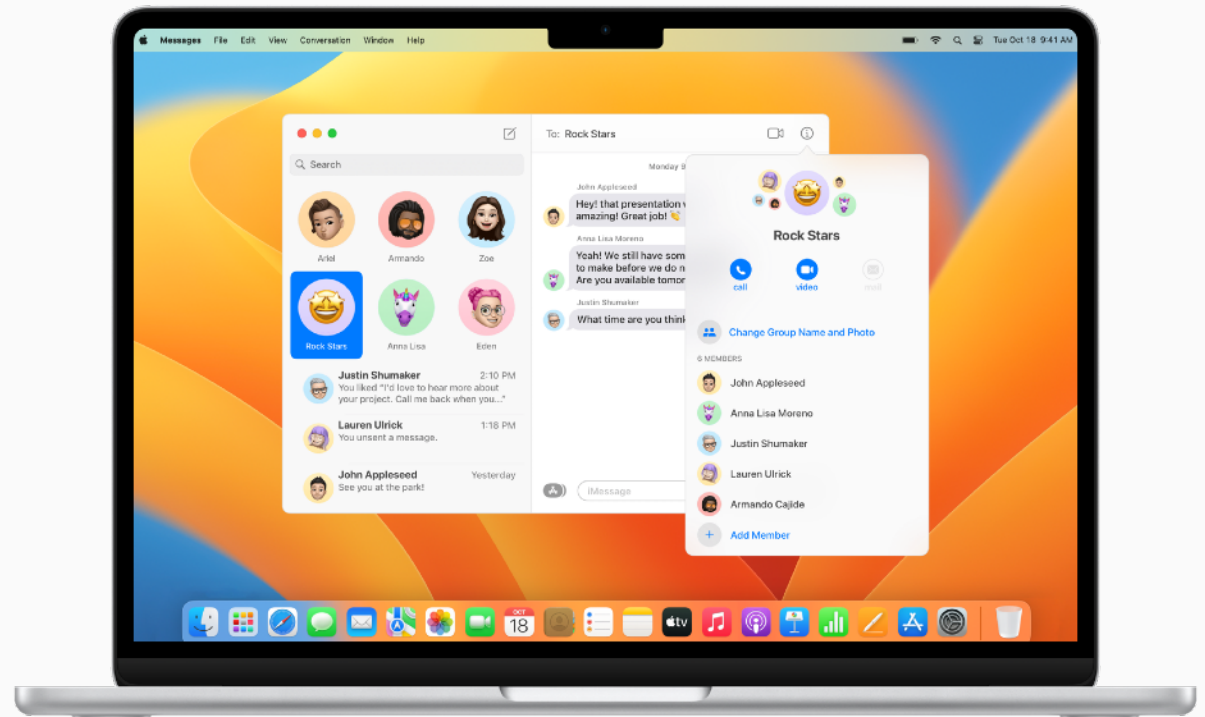 Messages File Edit View Conversation Window Help
Tue Oct 18 9:41 AM
Search
Ariel
Armando
Zoe
Rock Stars
Anna Lisa
Eden
Justin Shumaker 2:10 PM
You liked “I'd love to hear more about
your project. Call me back when you...”
Lauren Ulrick 1:18 PM
You unsent a message.
John Appleseed Yesterday
See you at the park!
To: Rock Stars
Monday
John Appleseed
Hey! that presentation
amazing! Great job!
Anna Lisa Moreno
Yeah! We still have som
to make before we do n
Are you available tomor
Justin Shumaker
What time are you think
iMessage
Rock Stars
call
video
mail
Change Group Name and Photo
6 MEMBERS
John Appleseed
Anna Lisa Moreno
Justin Shumaker
Lauren Ulrick
Armando Cajide
Add Member
OCT
18
tv